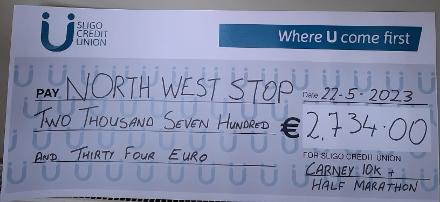 SLIGO
CREDIT
UNION
Where U come first
PAY NORTH WEST STOP
Date 22-5-2023
TWO THOUSAND SEVEN HUNDRED
€2,734.00
AND THIRTY FOUR EURO
FOR SLIGO CREDIT UNION
CARNEY 10K +
HALF MARATHON